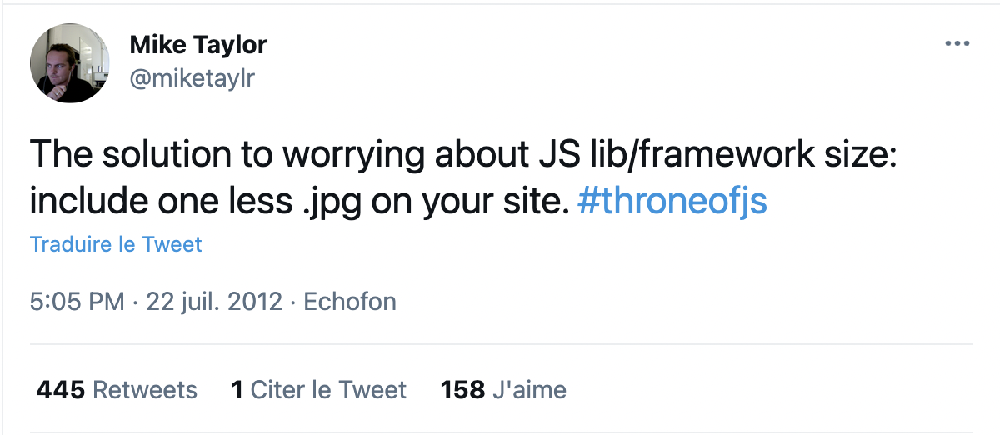 Mike Taylor
@miketaylr
The solution to worrying about JS lib/framework size:
include one less .jpg on your site. #throneofjs
Traduire le Tweet
5:05 PM · 22 juil. 2012 · Echofon
445 Retweets 1 Citer le Tweet 158 J'aime